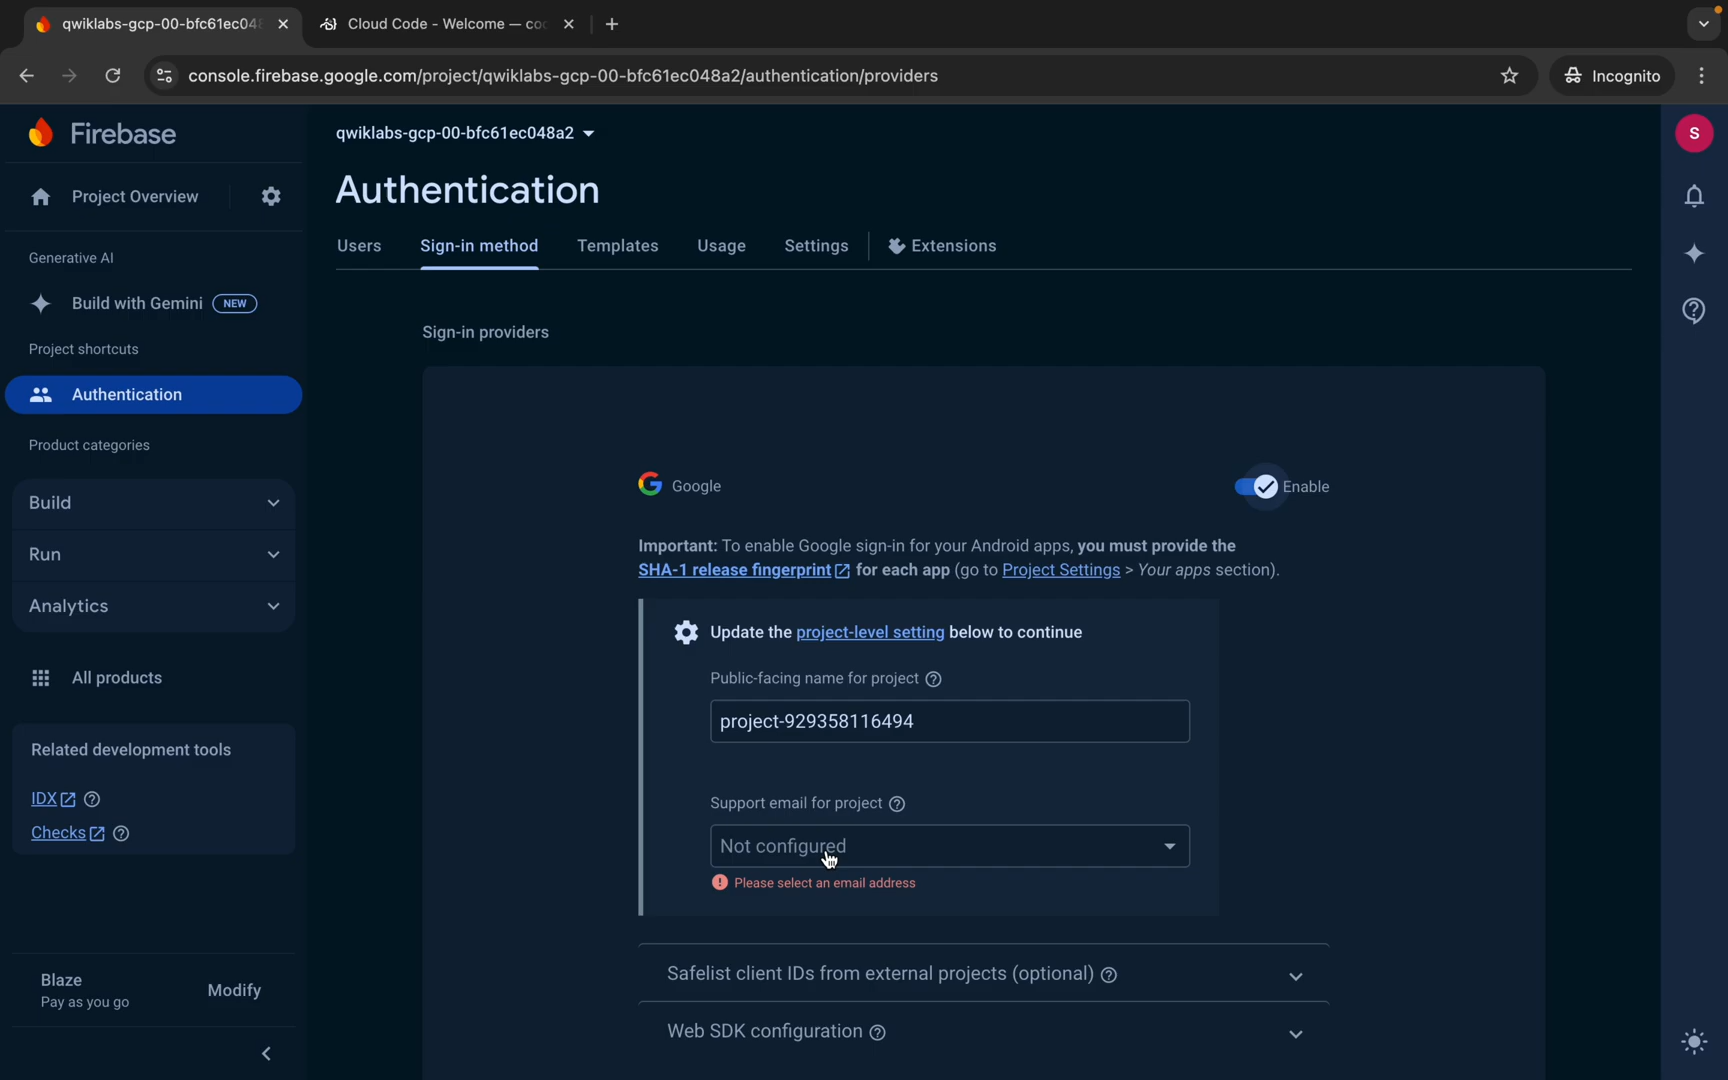 qwiklabs-gcp-00-bfc61ec04
Cloud Code - Welcome — co
console.firebase.google.com/project/qwiklabs-gcp-00-bfc61ec048a2/authentication/providers
Incognito
Firebase
qwiklabs-gcp-00-bfc61ec048a2
S
Project Overview
Authentication
Users
Sign-in method
Templates
Usage
Settings
Extensions
Generative AI
Build with Gemini
NEW
Project shortcuts
Authentication
Product categories
Build
Run
Analytics
All products
Related development tools
IDX
Checks
Blaze
Pay as you go
Modify
Sign-in providers
Google
Enable
Important: To enable Google sign-in for your Android apps, you must provide the
SHA-1 release fingerprint for each app (go to Project Settings > Your apps section).
Update the project-level setting below to continue
Public-facing name for project
project-929358116494
Support email for project
Not configured
Please select an email address
Safelist client IDs from external projects (optional)
Web SDK configuration